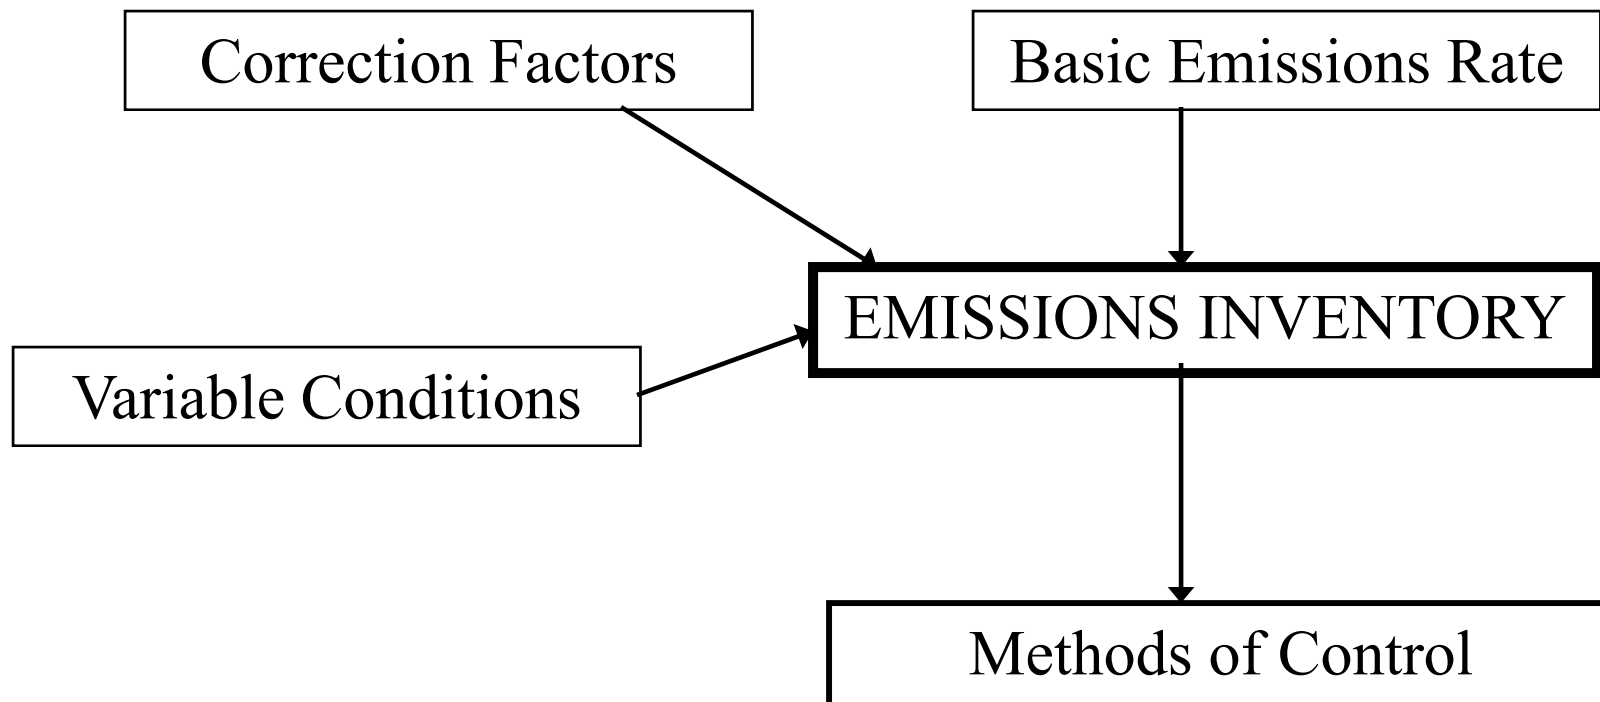 Correction Factors
Basic Emissions Rate
EMISSIONS INVENTORY
Variable Conditions
Methods of Control